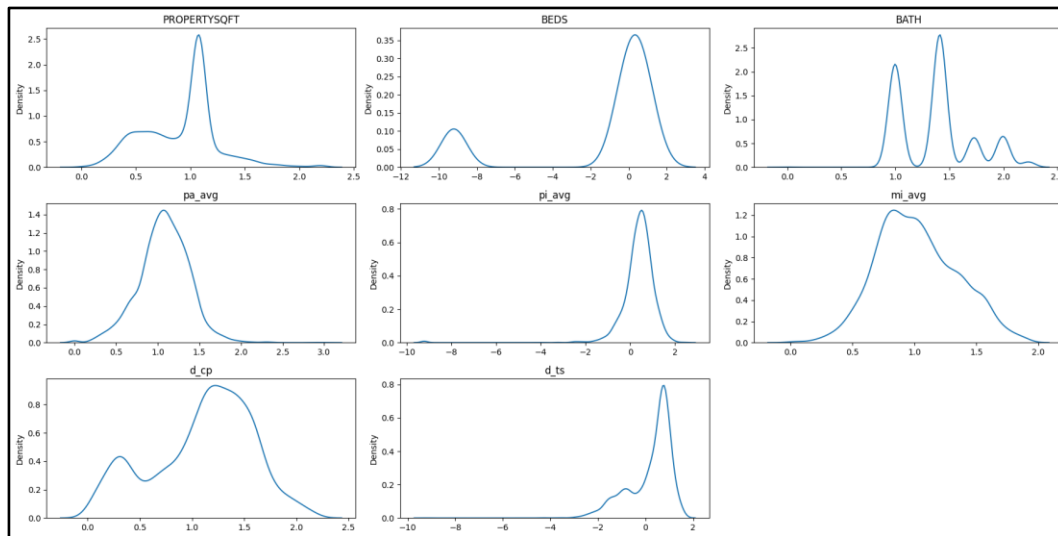 PROPERTYSQFT
Density
2.5
2.0
1.5
1.0
0.5
0.0
0.0 0.5 1.0 1.5 2.0 2.5
BEDS
Density
0.35
0.30
0.25
0.20
0.15
0.10
0.05
0.00
−12 −10 −8 −6 −4 −2 0 2 4
BATH
Density
2.5
2.0
1.5
1.0
0.5
0.0
0.0 0.5 1.0 1.5 2.0 2.5
pa_avg
Density
1.4
1.2
1.0
0.8
0.6
0.4
0.2
0.0
0.0 0.5 1.0 1.5 2.0 2.5 3.0
pi_avg
Density
0.8
0.6
0.4
0.2
0.0
−10 −8 −6 −4 −2 0 2
mi_avg
Density
1.2
1.0
0.8
0.6
0.4
0.2
0.0
0.0 0.5 1.0 1.5 2.0
d_cp
Density
0.8
0.6
0.4
0.2
0.0
0.0 0.5 1.0 1.5 2.0 2.5
d_ts
Density
0.8
0.6
0.4
0.2
0.0
−10 −8 −6 −4 −2 0 2